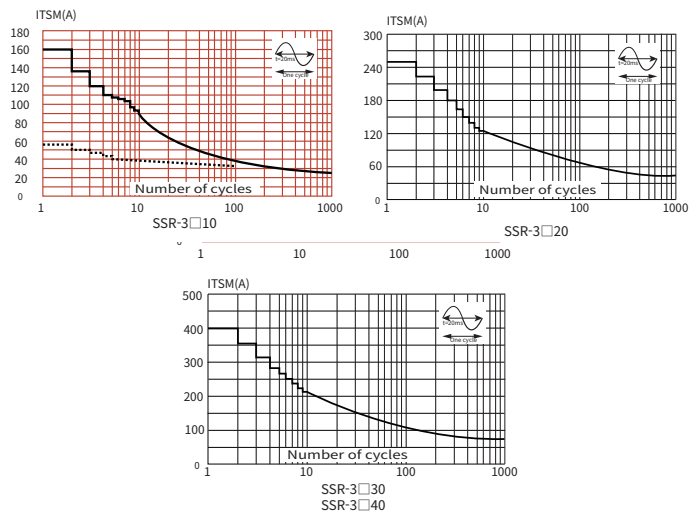 ITSM(A)
180
160
140
120
100
80
60
40
20
0
t=20ms
One cycle
Number of cycles
1
10
100
1000
SSR-3□10
ITSM(A)
300
240
180
120
60
0
t=20ms
One cycle
Number of cycles
1
10
100
1000
SSR-3□20
0
1
10
100
1000
ITSM(A)
500
400
300
200
100
0
t=20ms
One cycle
Number of cycles
1
10
100
1000
SSR-3□30
SSR-3□40